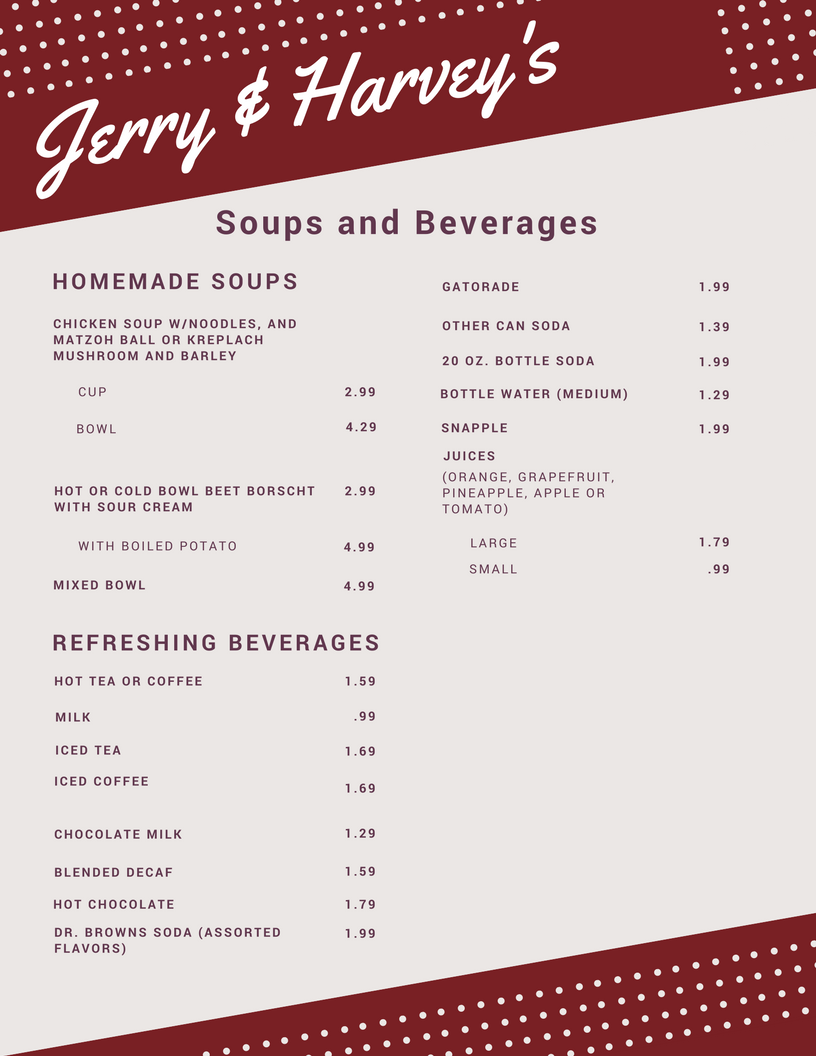 Jerry & Harvey's
Soups and Beverages
HOMEMADE SOUPS
CHICKEN SOUP W/NOODLES, AND
MATZOH BALL OR KREPLACH
MUSHROOM AND BARLEY
CUP 2.99
BOWL 4.29
HOT OR COLD BOWL BEET BORSCHT 2.99
WITH SOUR CREAM
WITH BOILED POTATO 4.99
MIXED BOWL 4.99
REFRESHING BEVERAGES
HOT TEA OR COFFEE 1.59
MILK .99
ICED TEA 1.69
ICED COFFEE 1.69
CHOCOLATE MILK 1.29
BLENDED DECAF 1.59
HOT CHOCOLATE 1.79
DR. BROWNS SODA (ASSORTED 1.99
FLAVORS)
GATORADE 1.99
OTHER CAN SODA 1.39
20 OZ. BOTTLE SODA 1.99
BOTTLE WATER (MEDIUM) 1.29
SNAPPLE 1.99
JUICES
(ORANGE, GRAPEFRUIT,
PINEAPPLE, APPLE OR
TOMATO)
LARGE 1.79
SMALL .99